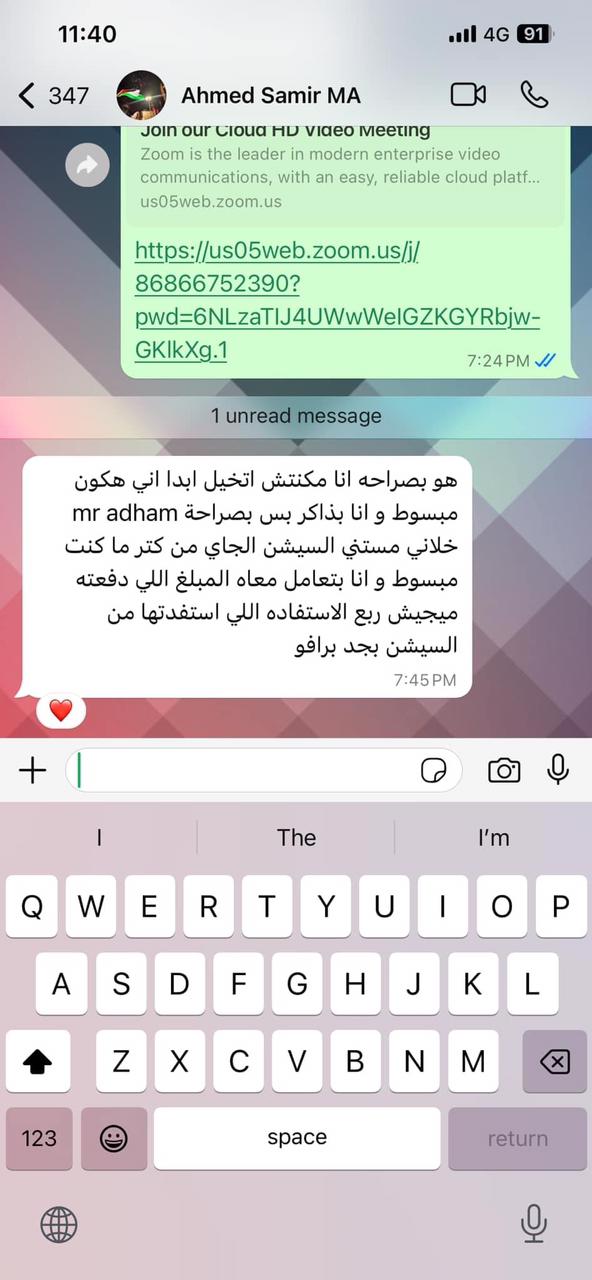 11:40
4G 91
347 Ahmed Samir MA
Join our Cloud HD Video Meeting
Zoom is the leader in modern enterprise video
communications, with an easy, reliable cloud platf...
us05web.zoom.us
https://us05web.zoom.us/j/
86866752390?
pwd=6NLzaTIJ4UWwWeIGZKGYRbjw-
GKlkXg.1
7:24 PM
1 unread message
هو بصراحه انا مكنتش اتخيل ابدا اني هكون
مبسوط و انا بذاكر بس بصراحة mr adham
خلاني مستني السيشن الجاي من كتر ما كنت
مبسوط و انا بتعامل معاه المبلغ اللي دفعته
ميجيش ربع الاستفاده اللي استفدتها من
السيشن بجد برافو
7:45 PM
I The I'm
Q W E R T Y U I O P
A S D F G H J K L
Z X C V B N M
123 space return